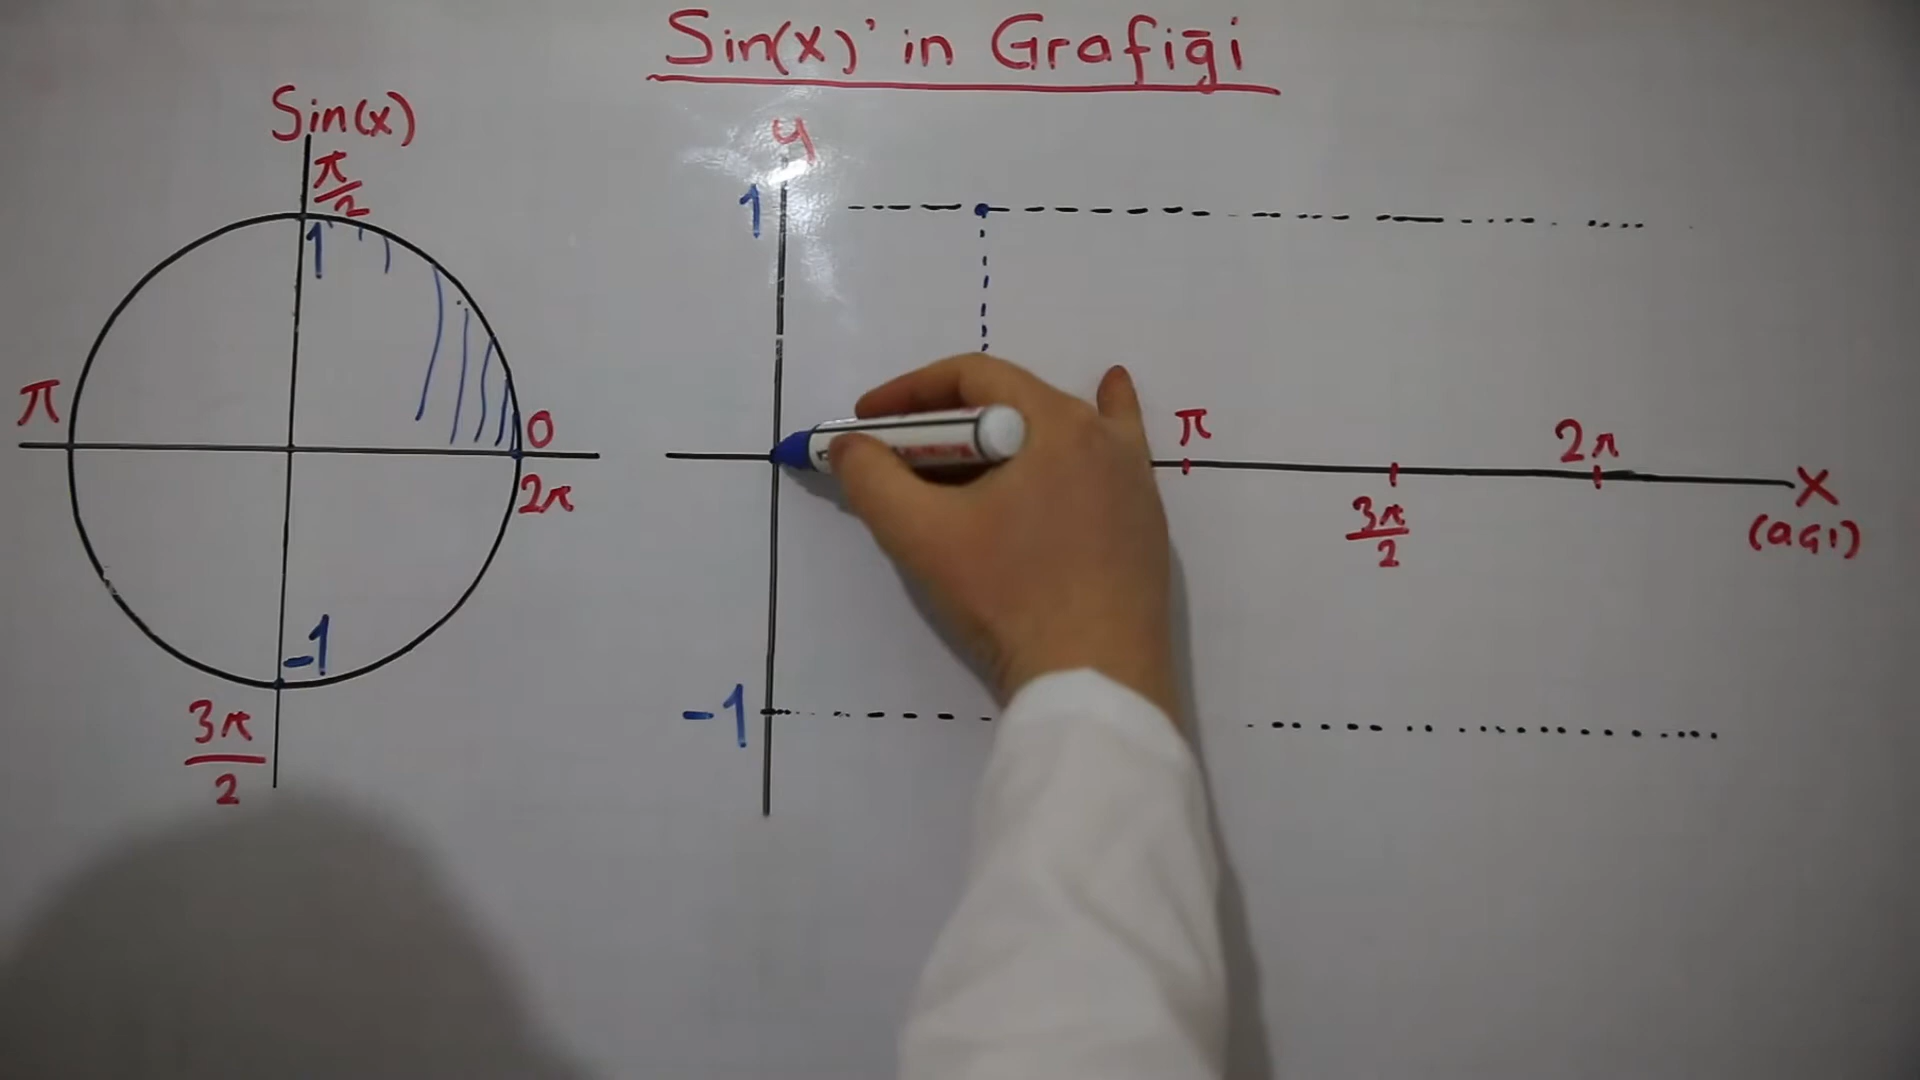 Sin(x)' in Grafiği
Sin(x)
π/2
1
π
0
2π
-1
3π/2
y
1
π
2π
3π/2
x
(açı)
-1